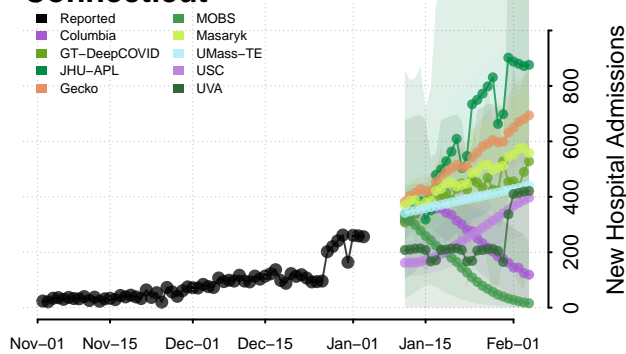 Connecticut
Reported
Columbia
GT−DeepCOVID
JHU−APL
Gecko
MOBS
Masaryk
UMass−TE
USC
UVA
0
200
400
600
800
New Hospital Admissions
Nov−01
Nov−15
Dec−01
Dec−15
Jan−01
Jan−15
Feb−01